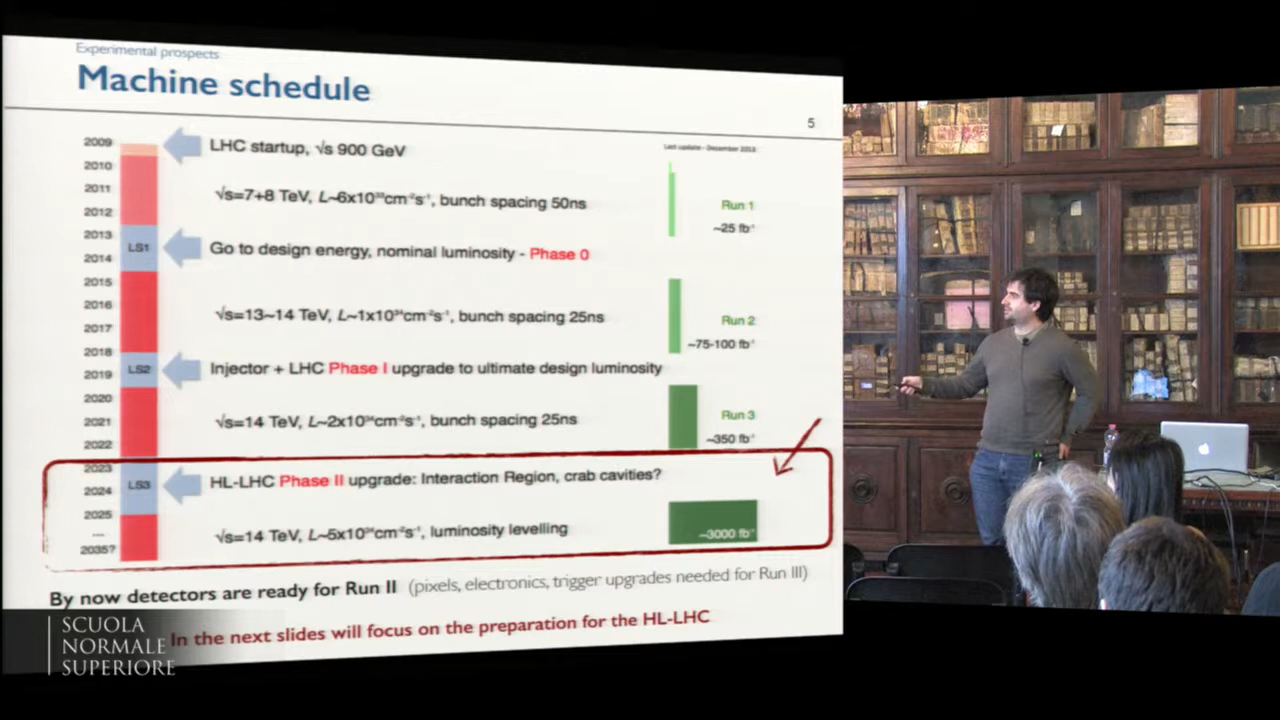 Experimental prospects
Machine schedule
5
Last update - December 2013
2009
LHC startup, √s 900 GeV
2010
2011
√s=7+8 TeV, L~6x10³³cm⁻²s⁻¹, bunch spacing 50ns
Run 1
2012
~25 fb⁻¹
2013
LS1
Go to design energy, nominal luminosity - Phase 0
2014
2015
2016
√s=13~14 TeV, L~1x10³⁴cm⁻²s⁻¹, bunch spacing 25ns
Run 2
2017
~75-100 fb⁻¹
2018
LS2
Injector + LHC Phase I upgrade to ultimate design luminosity
2019
2020
2021
√s=14 TeV, L~2x10³⁴cm⁻²s⁻¹, bunch spacing 25ns
Run 3
2022
~350 fb⁻¹
2023
LS3
HL-LHC Phase II upgrade: Interaction Region, crab cavities?
2024
2025
...
√s=14 TeV, L~5x10³⁴cm⁻²s⁻¹, luminosity levelling
~3000 fb⁻¹
2035?
By now detectors are ready for Run II (pixels, electronics, trigger upgrades needed for Run III)
In the next slides will focus on the preparation for the HL-LHC
SCUOLA
NORMALE
SUPERIORE